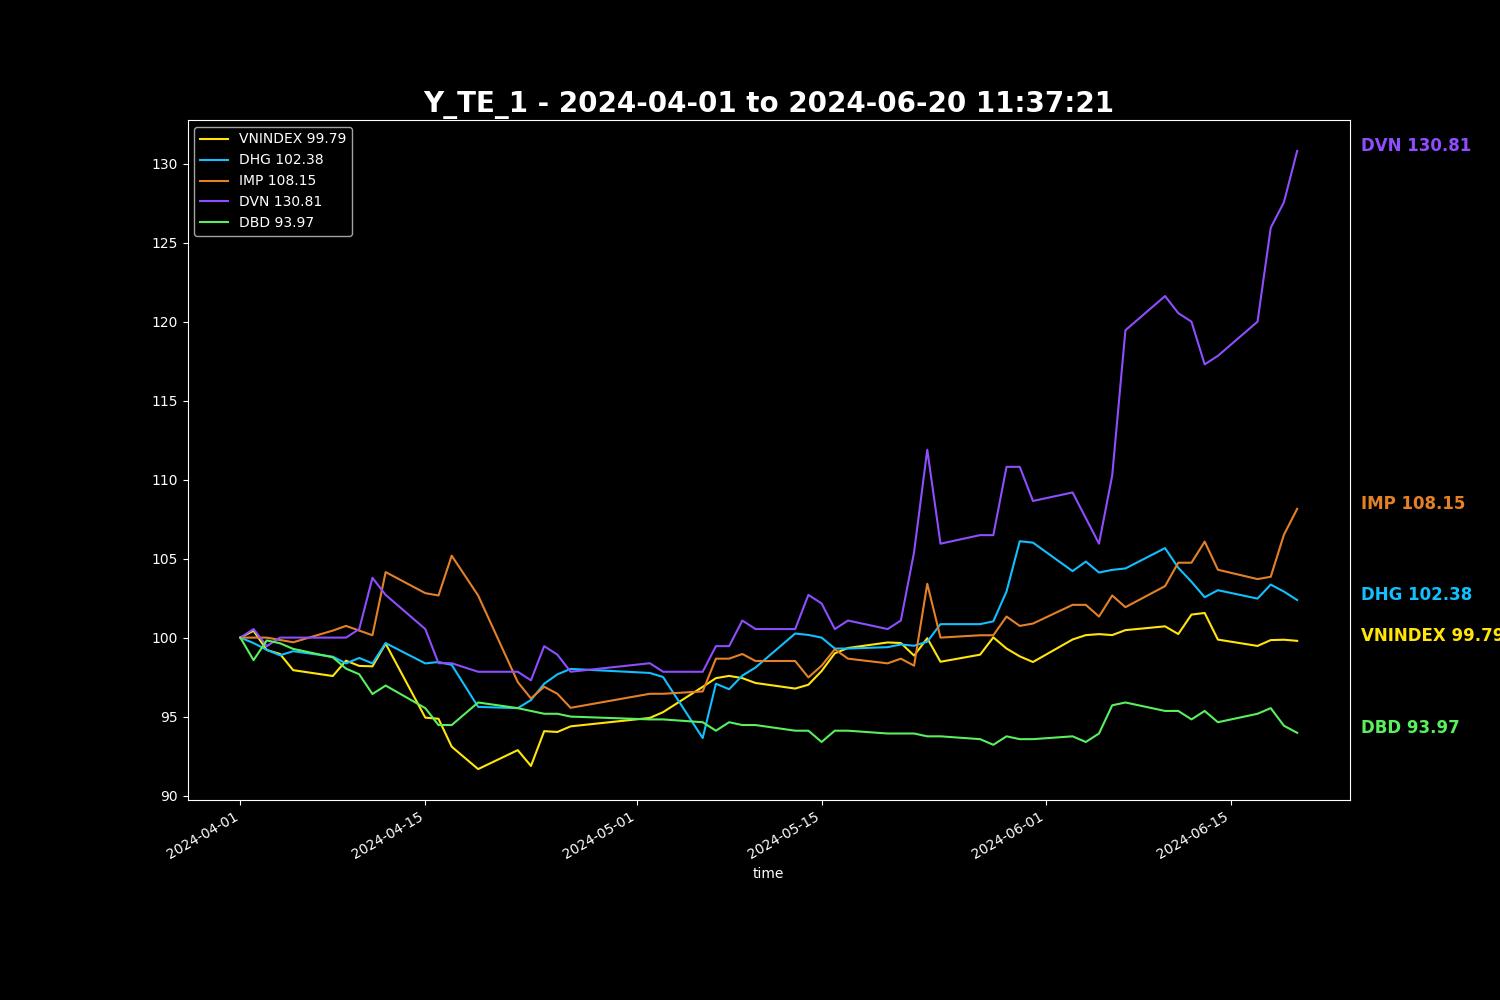 Y_TE_1 - 2024-04-01 to 2024-06-20 11:37:21
VNINDEX 99.79
DHG 102.38
IMP 108.15
DVN 130.81
DBD 93.97
130
125
120
115
110
105
100
95
90
DVN 130.81
IMP 108.15
DHG 102.38
VNINDEX 99.79
DBD 93.97
2024-04-01
2024-04-15
2024-05-01
2024-05-15
2024-06-01
2024-06-15
time